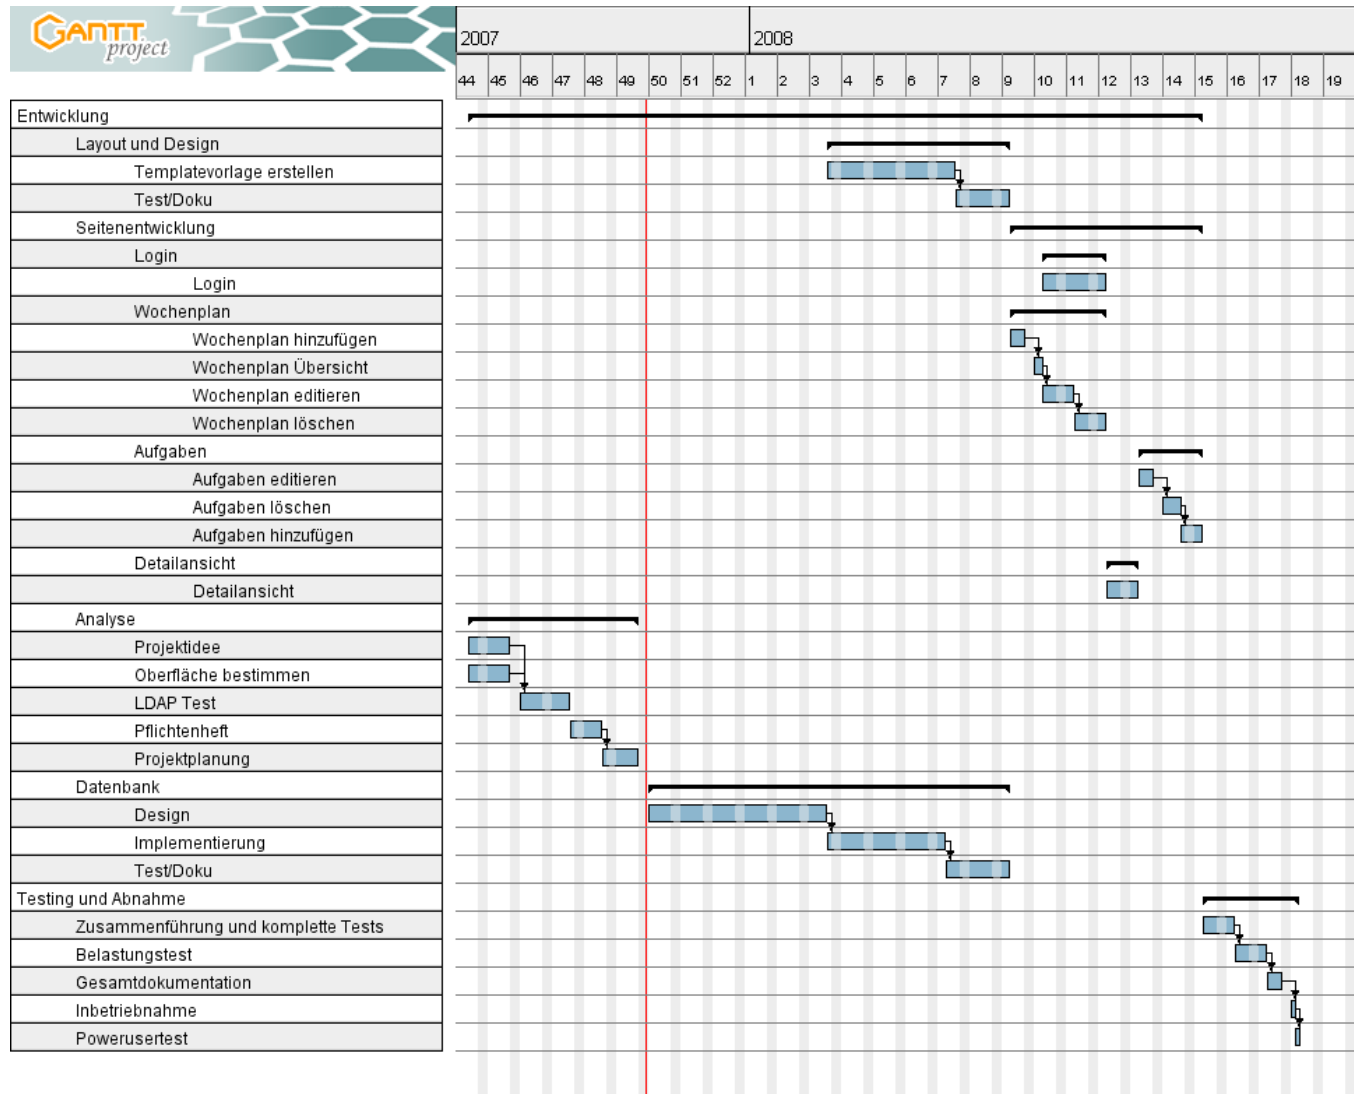 GANTT
project
2007 2008
44 45 46 47 48 49 50 51 52 1 2 3 4 5 6 7 8 9 10 11 12 13 14 15 16 17 18 19
Entwicklung
Layout und Design
Templatevorlage erstellen
Test/Doku
Seitenentwicklung
Login
Login
Wochenplan
Wochenplan hinzufügen
Wochenplan Übersicht
Wochenplan editieren
Wochenplan löschen
Aufgaben
Aufgaben editieren
Aufgaben löschen
Aufgaben hinzufügen
Detailansicht
Detailansicht
Analyse
Projektidee
Oberfläche bestimmen
LDAP Test
Pflichtenheft
Projektplanung
Datenbank
Design
Implementierung
Test/Doku
Testing und Abnahme
Zusammenführung und komplette Tests
Belastungstest
Gesamtdokumentation
Inbetriebnahme
Powerusertest